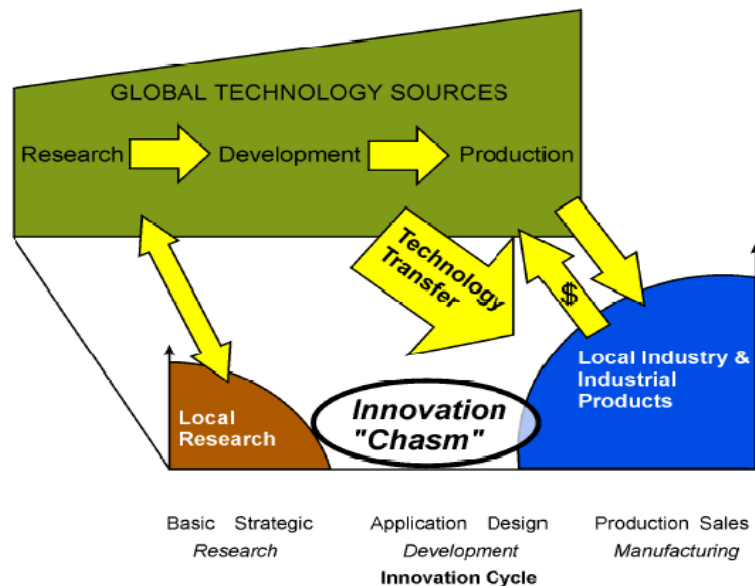 GLOBAL TECHNOLOGY SOURCES
Research Development Production
Technology
Transfer
$
Local Industry &
Industrial
Products
Local
Research
Innovation
"Chasm"
Basic Strategic Application Design Production Sales
Research Development Manufacturing
Innovation Cycle